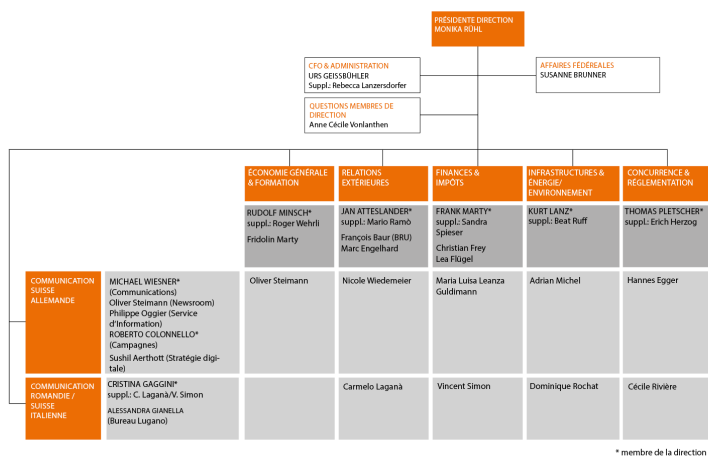 PRÉSIDENTE DIRECTION
MONIKA RÜHL
CFO & ADMINISTRATION
URS GEISSBÜHLER
Suppl.: Rebecca Lanzersdorfer
AFFAIRES FÉDÉREALES
SUSANNE BRUNNER
QUESTIONS MEMBRES DE
DIRECTION
Anne Cécile Vonlanthen
ÉCONOMIE GÉNÉRALE
& FORMATION
RELATIONS
EXTÉRIEURES
FINANCES &
IMPÔTS
INFRASTRUCTURES &
ÉNERGIE/
ENVIRONNEMENT
CONCURRENCE &
RÉGLEMENTATION
RUDOLF MINSCH*
suppl.: Roger Wehrli
Fridolin Marty
JAN ATTESLANDER*
suppl.: Mario Ramò
François Baur (BRU)
Marc Engelhard
FRANK MARTY*
suppl.: Sandra
Spieser
Christian Frey
Lea Flügel
KURT LANZ*
suppl.: Beat Ruff
THOMAS PLETSCHER*
suppl.: Erich Herzog
COMMUNICATION
SUISSE
ALLEMANDE
MICHAEL WIESNER*
(Communications)
Oliver Steimann (Newsroom)
Philippe Oggier (Service
d'Information)
ROBERTO COLONNELLO*
(Campagnes)
Sushil Aerthott (Stratégie digi-
tale)
Oliver Steimann
Nicole Wiedemeier
Maria Luisa Leanza
Guldimann
Adrian Michel
Hannes Egger
COMMUNICATION
ROMANDIE /
SUISSE
ITALIENNE
CRISTINA GAGGINI*
suppl.: C. Laganà/V. Simon
ALESSANDRA GIANELLA
(Bureau Lugano)
Carmelo Laganà
Vincent Simon
Dominique Rochat
Cécile Rivière
* membre de la direction